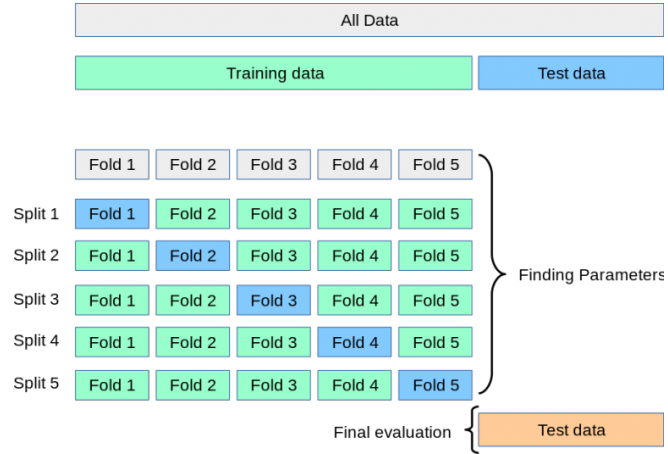 All Data
Training data Test data
Fold 1 Fold 2 Fold 3 Fold 4 Fold 5
Split 1 Fold 1 Fold 2 Fold 3 Fold 4 Fold 5
Split 2 Fold 1 Fold 2 Fold 3 Fold 4 Fold 5
Finding Parameters
Split 3 Fold 1 Fold 2 Fold 3 Fold 4 Fold 5
Split 4 Fold 1 Fold 2 Fold 3 Fold 4 Fold 5
Split 5 Fold 1 Fold 2 Fold 3 Fold 4 Fold 5
Final evaluation Test data